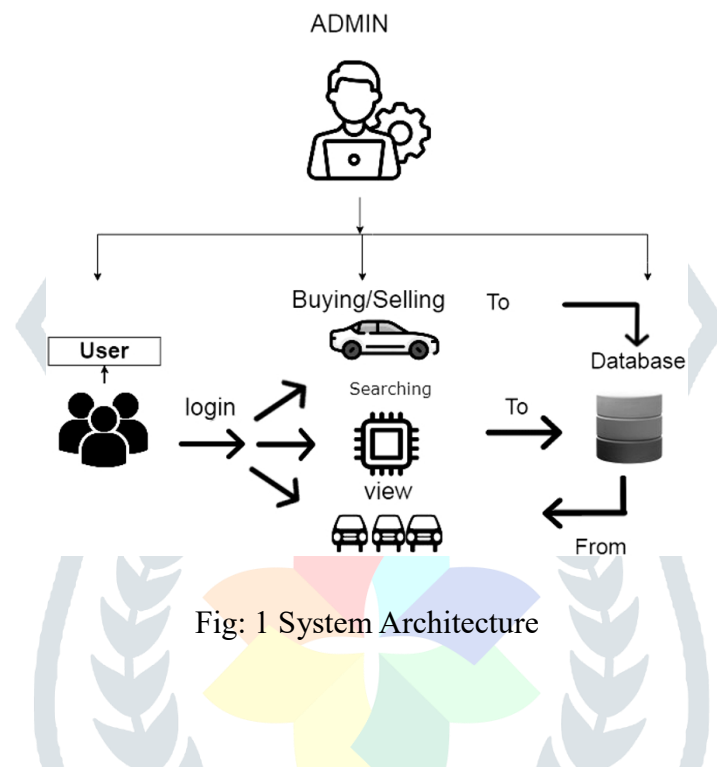 ADMIN
Buying/Selling To
User
Database
Searching
login
To
view
From
Fig: 1 System Architecture